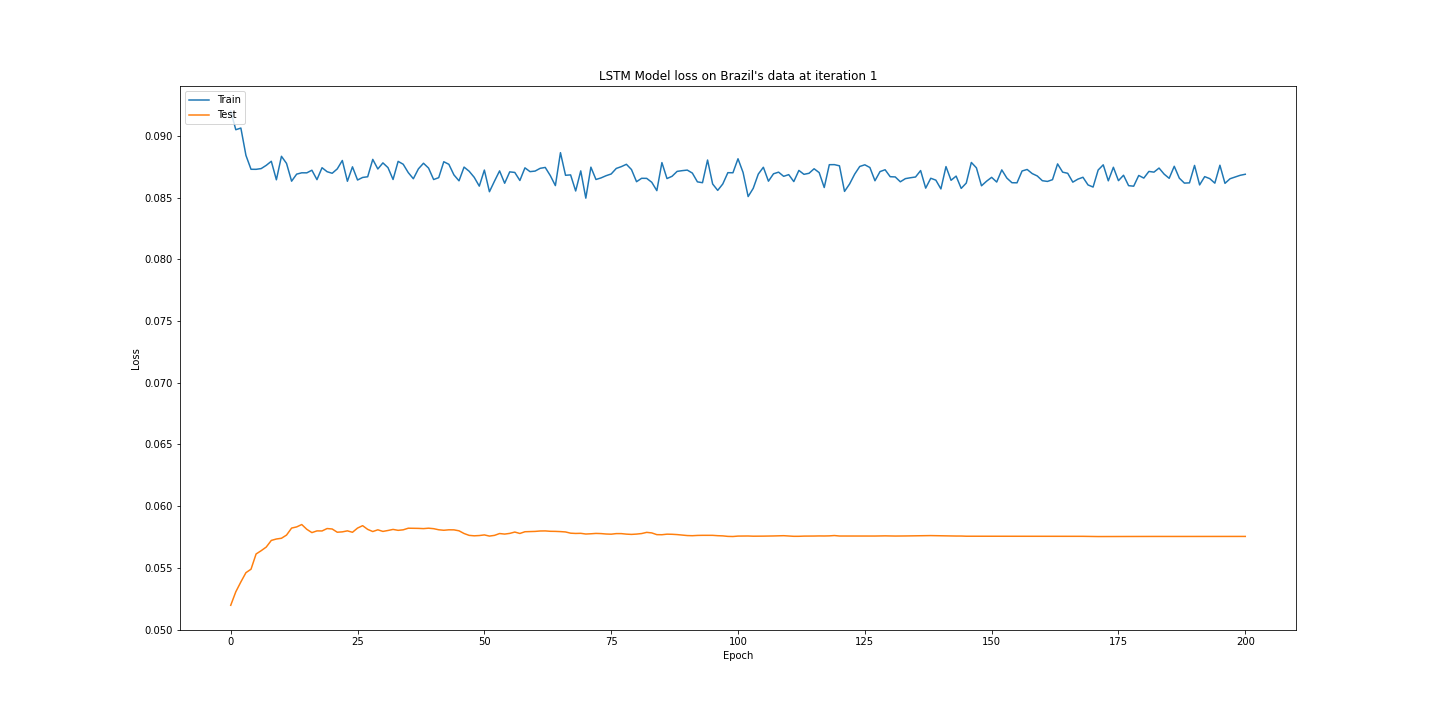 LSTM Model loss on Brazil's data at iteration 1
Train
Test
0.090
0.085
0.080
0.075
0.070
0.065
0.060
0.055
0.050
Loss
0 25 50 75 100 125 150 175 200
Epoch